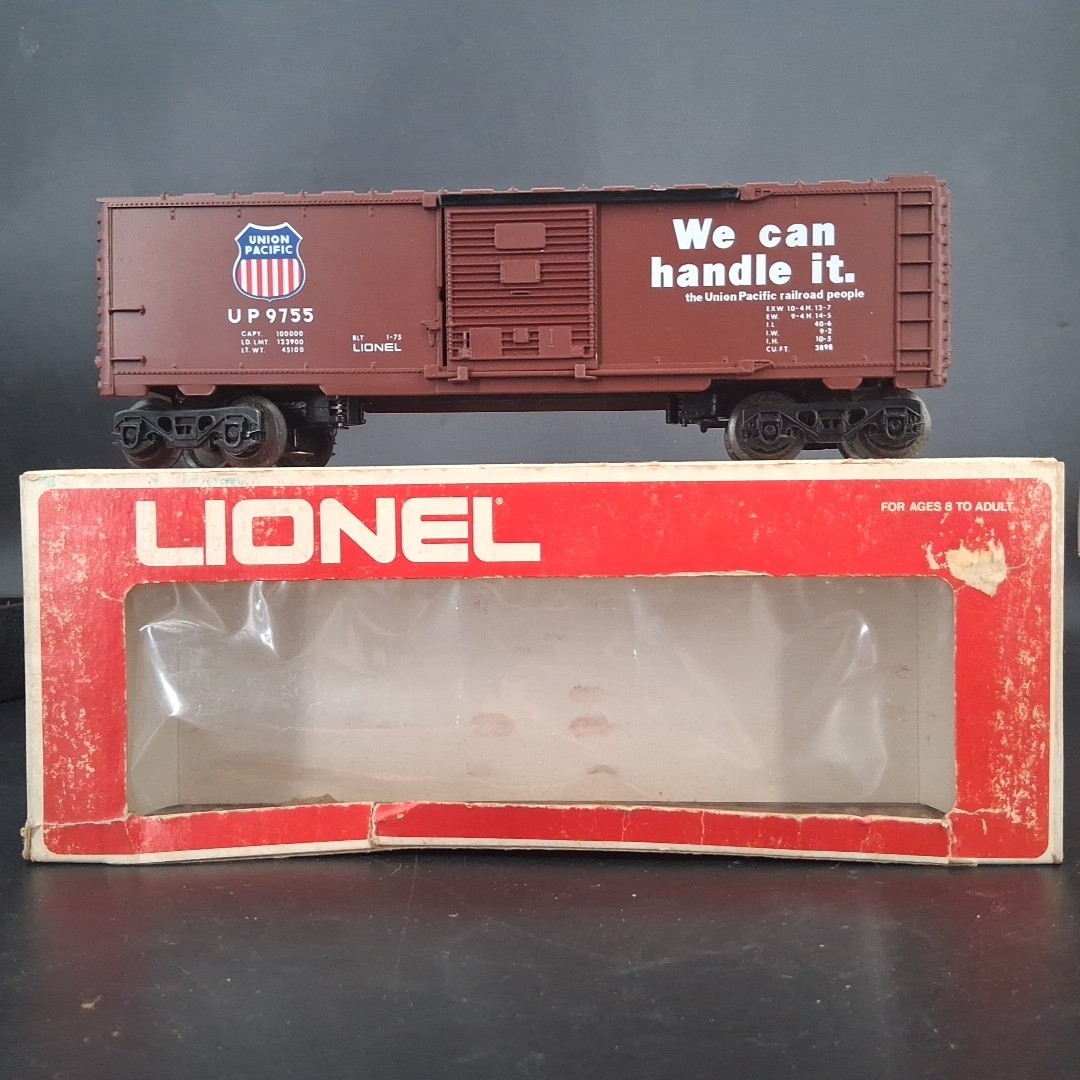 UNION
PACIFIC
UP 9755
CAPY. 100000
LD. LMT. 123900
LT. WT. 45100
BLT 1-75
LIONEL
We can
handle it.
the Union Pacific railroad people
EXW 10-4 H. 13-7
EW. 9-4 H. 14-5
I L 40-6
I.W. 9-2
I.H. 10-5
CU.FT. 3898
LIONEL®
FOR AGES 8 TO ADULT